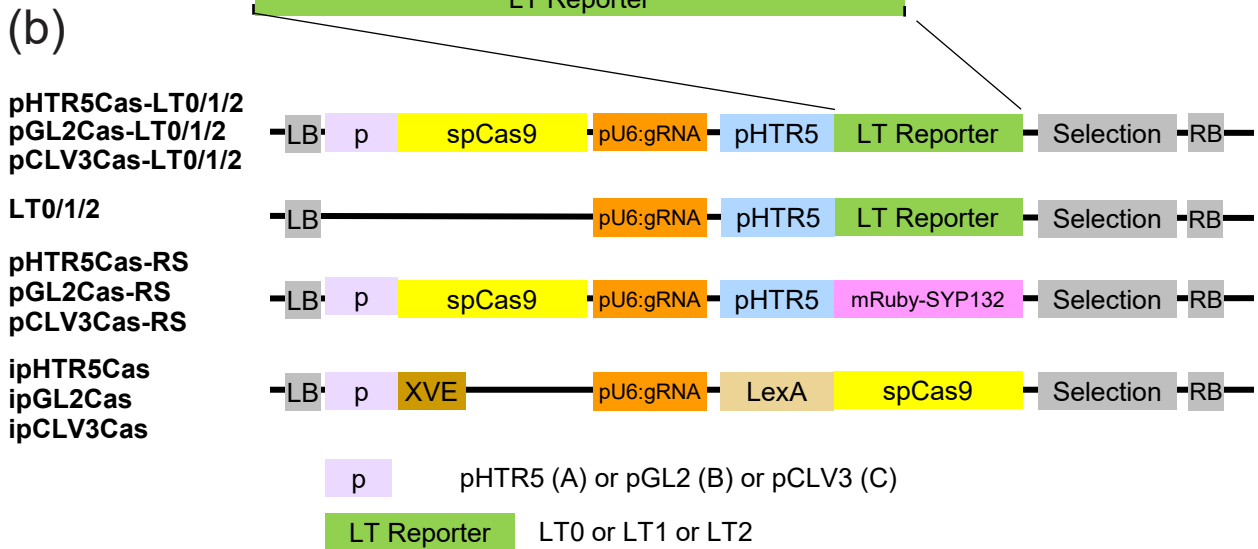 LT Reporter
(b)
pHTR5Cas-LT0/1/2
pGL2Cas-LT0/1/2
pCLV3Cas-LT0/1/2
LB p spCas9 pU6:gRNA pHTR5 LT Reporter Selection RB
LT0/1/2
LB pU6:gRNA pHTR5 LT Reporter Selection RB
pHTR5Cas-RS
pGL2Cas-RS
pCLV3Cas-RS
LB p spCas9 pU6:gRNA pHTR5 mRuby-SYP132 Selection RB
ipHTR5Cas
ipGL2Cas
ipCLV3Cas
LB p XVE pU6:gRNA LexA spCas9 Selection RB
p pHTR5 (A) or pGL2 (B) or pCLV3 (C)
LT Reporter LT0 or LT1 or LT2